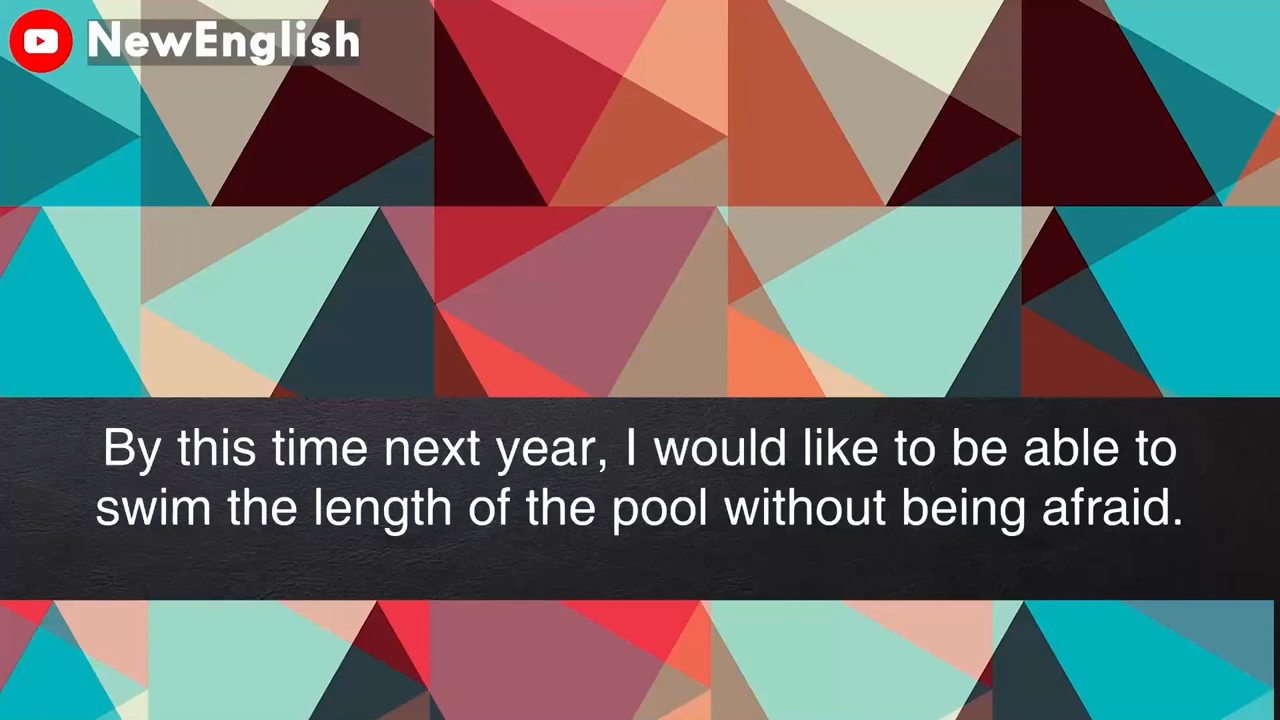 NewEnglish
By this time next year, I would like to be able to
swim the length of the pool without being afraid.